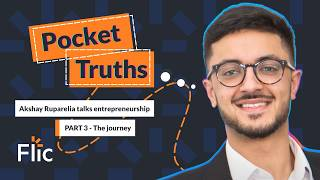 Pocket
Truths
Akshay Ruparelia talks entrepreneurship
PART 3 - The journey
Flic